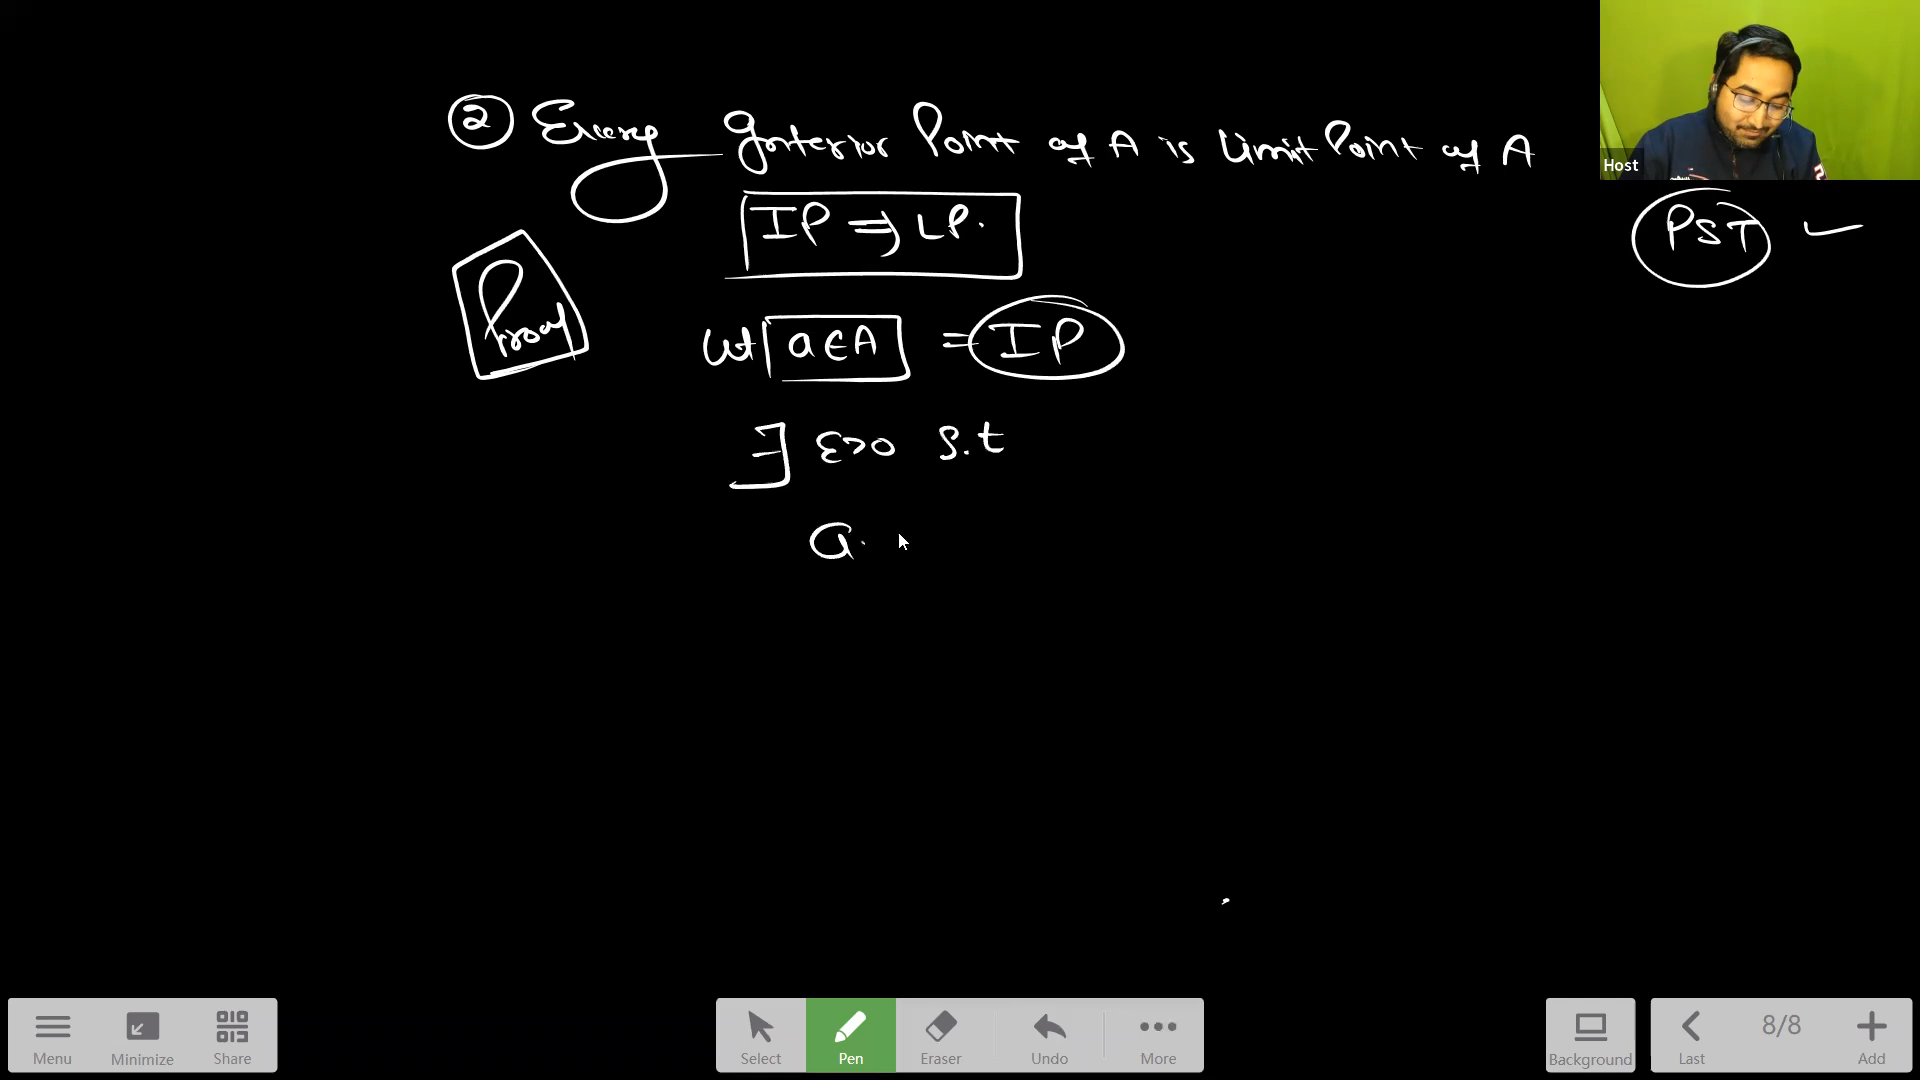 ② Every Interior Point of A is Limit Point of A
Host
IP ⇒ LP.
PST ✓
Proof
Let a∈A = IP
∃ ε>0 s.t
a.
Menu Minimize Share Select Pen Eraser Undo More Background Last 8/8 Add